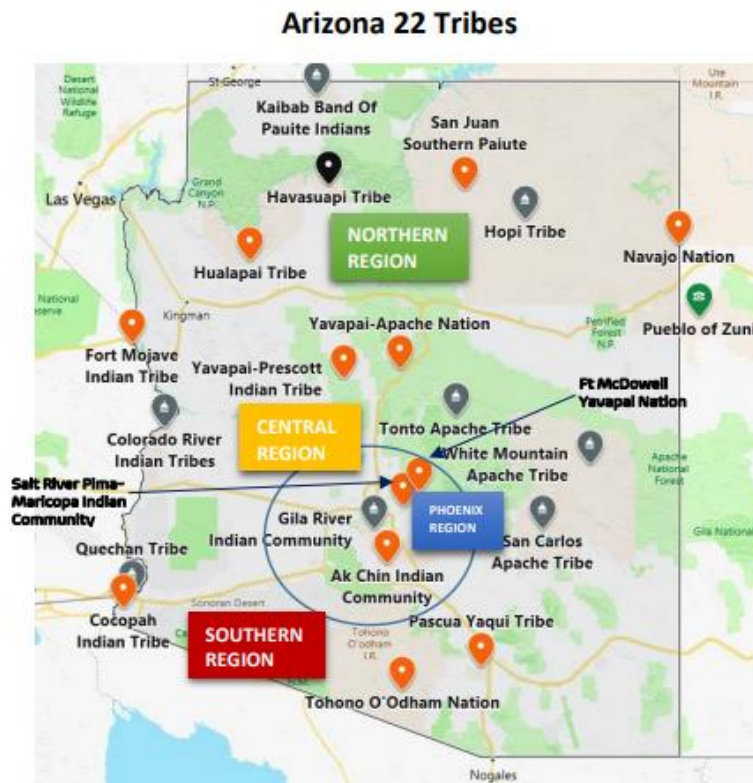 Arizona 22 Tribes
Desert
National
Wildlife
Refuge
St George
Ute
Mountain
I.R.
Kaibab Band Of
Pauite Indians
San Juan
Southern Paiute
Grand
Canyon
N.P.
Las Vegas
Havasuapi Tribe
Hopi Tribe
NORTHERN
REGION
Hualapai Tribe
Navajo Nation
National
Kingman
Petrified
Forest
N.P.
Pueblo of Zuni
Yavapai-Apache Nation
Fort Mojave
Indian Tribe
Yavapai-Prescott
Indian Tribe
Ft McDowell
Yavapai Nation
CENTRAL
REGION
Tonto Apache Tribe
Colorado River
Indian Tribes
White Mountain
Apache Tribe
Apache
National
Forest
Salt River Pima-
Maricopa Indian
Community
PHOENIX
REGION
Gila River
Indian Community
San Carlos
Apache Tribe
Gila National
Quechan Tribe
Ak Chin Indian
Community
Cocopah
Indian Tribe
Sonoran Desert
SOUTHERN
REGION
Pascua Yaqui Tribe
Tohono
O'odham
I.R.
Tohono O'Odham Nation
Nogales